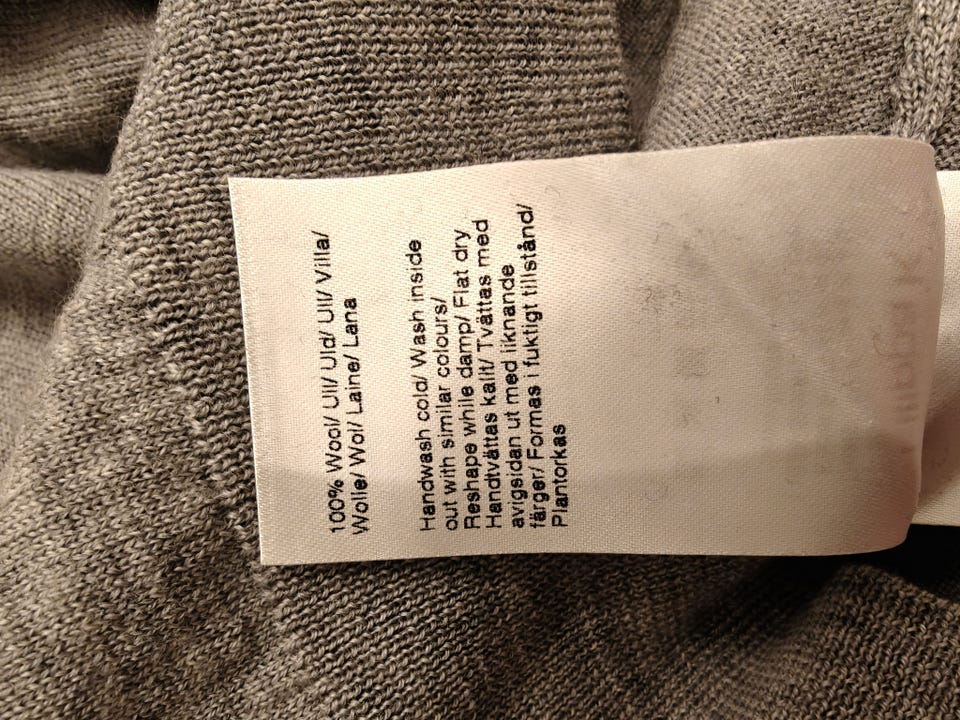 100% Wool/ Ull/ Uld/ Ull/ Villa/
Wolle/ Wol/ Laine/ Lana
Handwash cold/ Wash inside
out with similar colours/
Reshape while damp/ Flat dry
Handtvättas kallt/ Tvättas med
avigsidan ut med liknande
färger/ Formas i fuktigt tillstånd/
Plantorkas